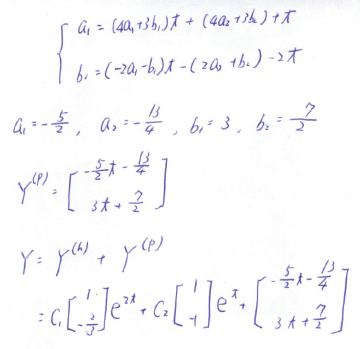 { a₁ = (4a₁+3b₁)t + (4a₂+3b₂) + t
b₁ = (-2a₁-b₁)t - (2a₂+b₂) - 2t
a₁ = -5/2, a₂ = -13/4, b₁ = 3, b₂ = 7/2
Y^(p) = [ -5/2 t - 13/4 ; 3t + 7/2 ]
Y = Y^(h) + Y^(p)
= C₁ [ 1 ; -2/3 ] e^{2t} + C₂ [ 1 ; -1 ] e^t + [ -5/2 t - 13/4 ; 3t + 7/2 ]